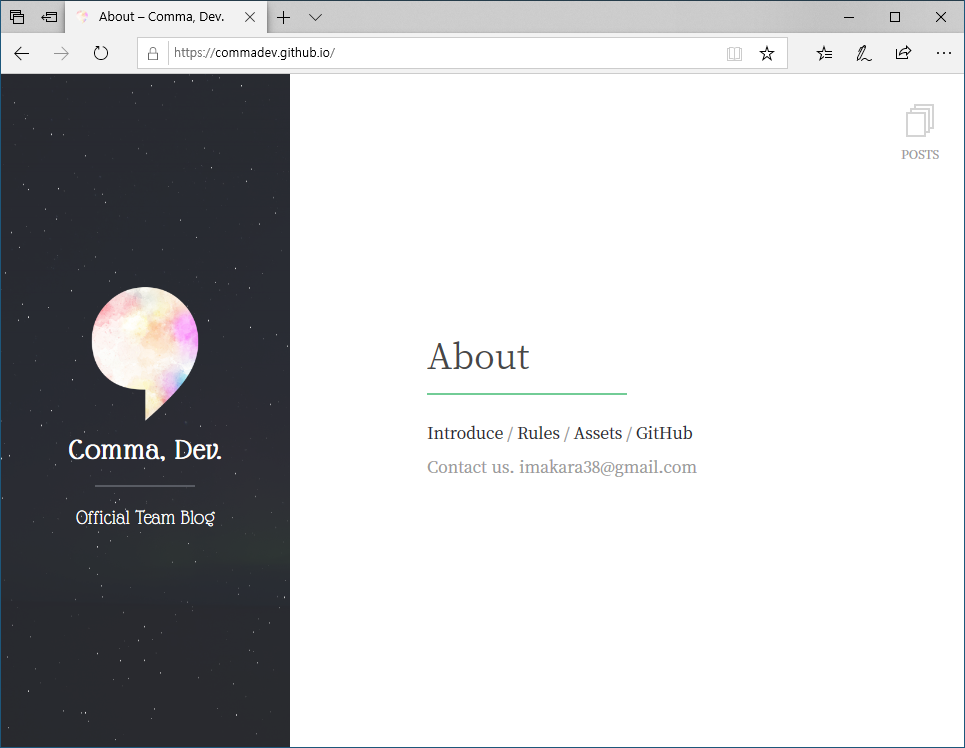 About – Comma, Dev.
https://commadev.github.io/
POSTS
Comma, Dev.
Official Team Blog
About
Introduce / Rules / Assets / GitHub
Contact us. imakara38@gmail.com